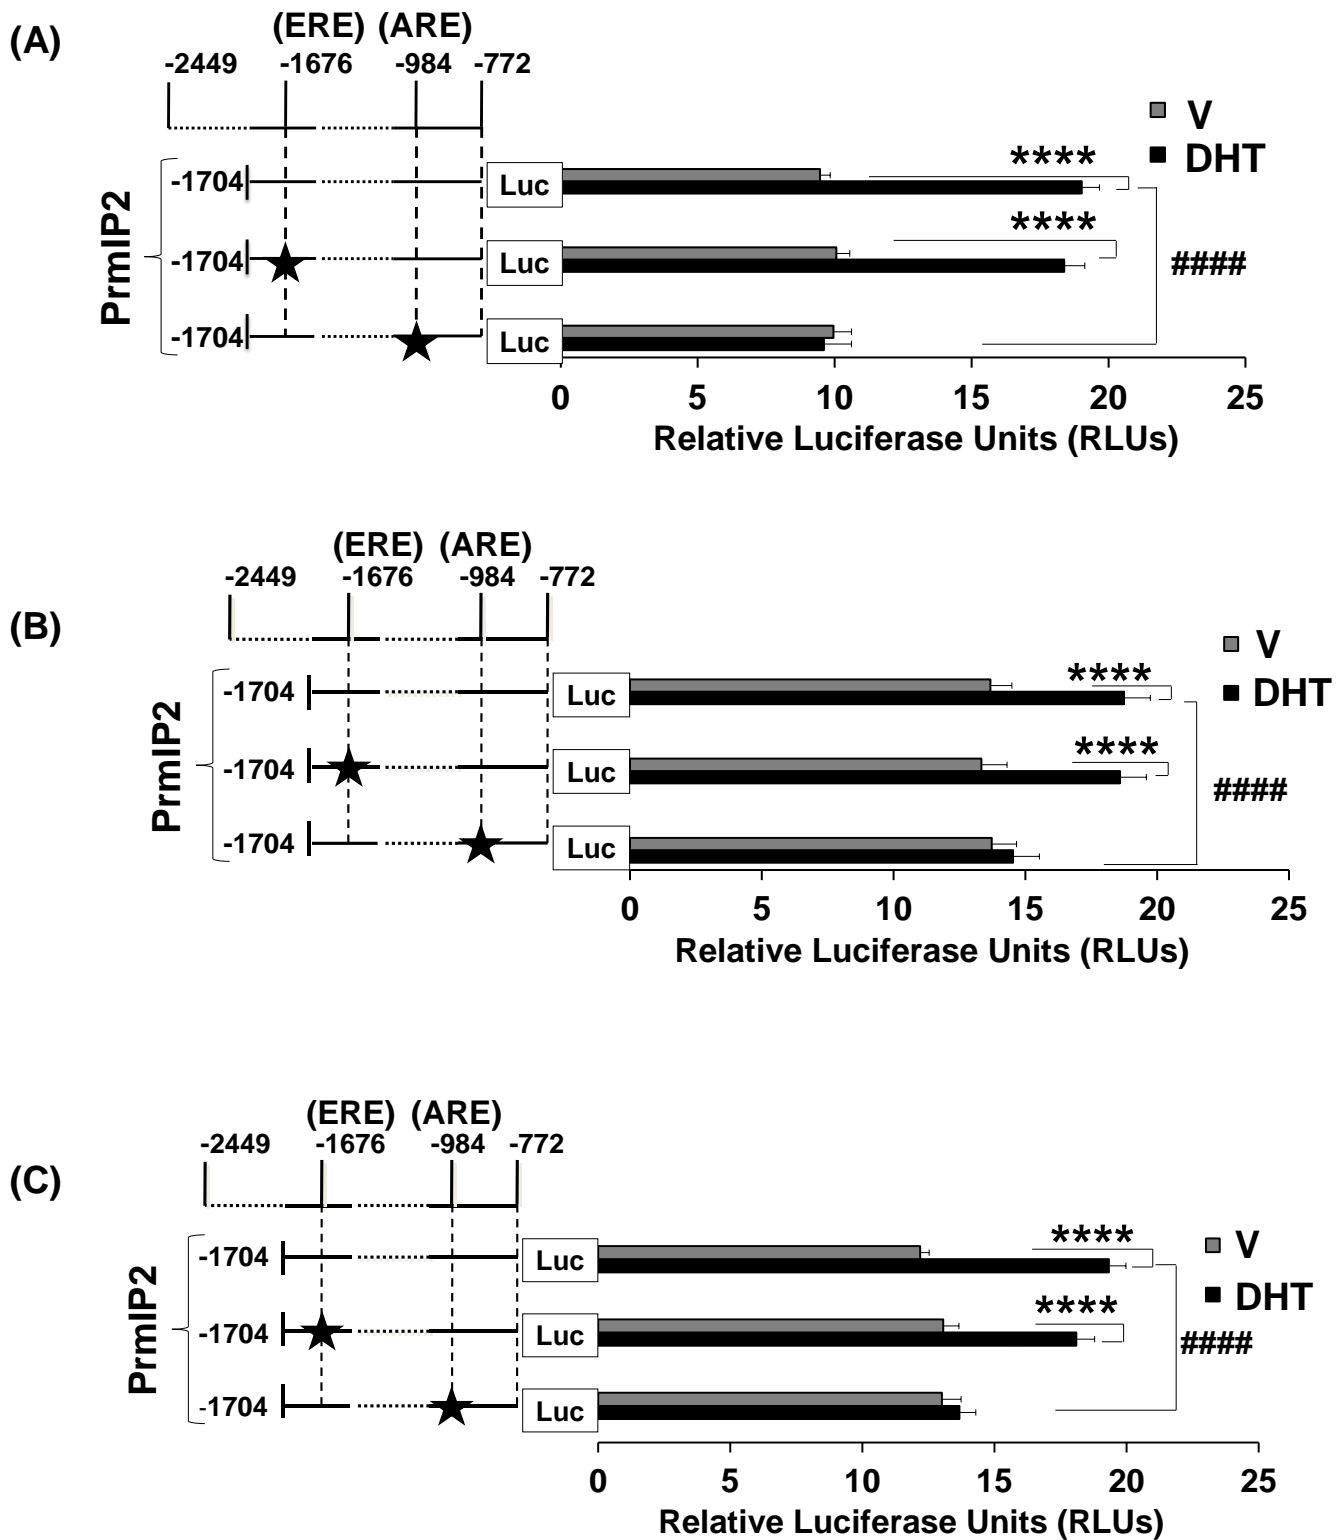 (A)
(ERE) (ARE)
-2449 -1676 -984 -772
V
DHT
PrmIP2
-1704 Luc ****
-1704 Luc ****
####
-1704 Luc
0 5 10 15 20 25
Relative Luciferase Units (RLUs)
(B)
(ERE) (ARE)
-2449 -1676 -984 -772
V
DHT
PrmIP2
-1704 Luc ****
-1704 Luc ****
####
-1704 Luc
0 5 10 15 20 25
Relative Luciferase Units (RLUs)
(C)
(ERE) (ARE)
-2449 -1676 -984 -772
V
DHT
PrmIP2
-1704 Luc ****
-1704 Luc ****
####
-1704 Luc
0 5 10 15 20 25
Relative Luciferase Units (RLUs)